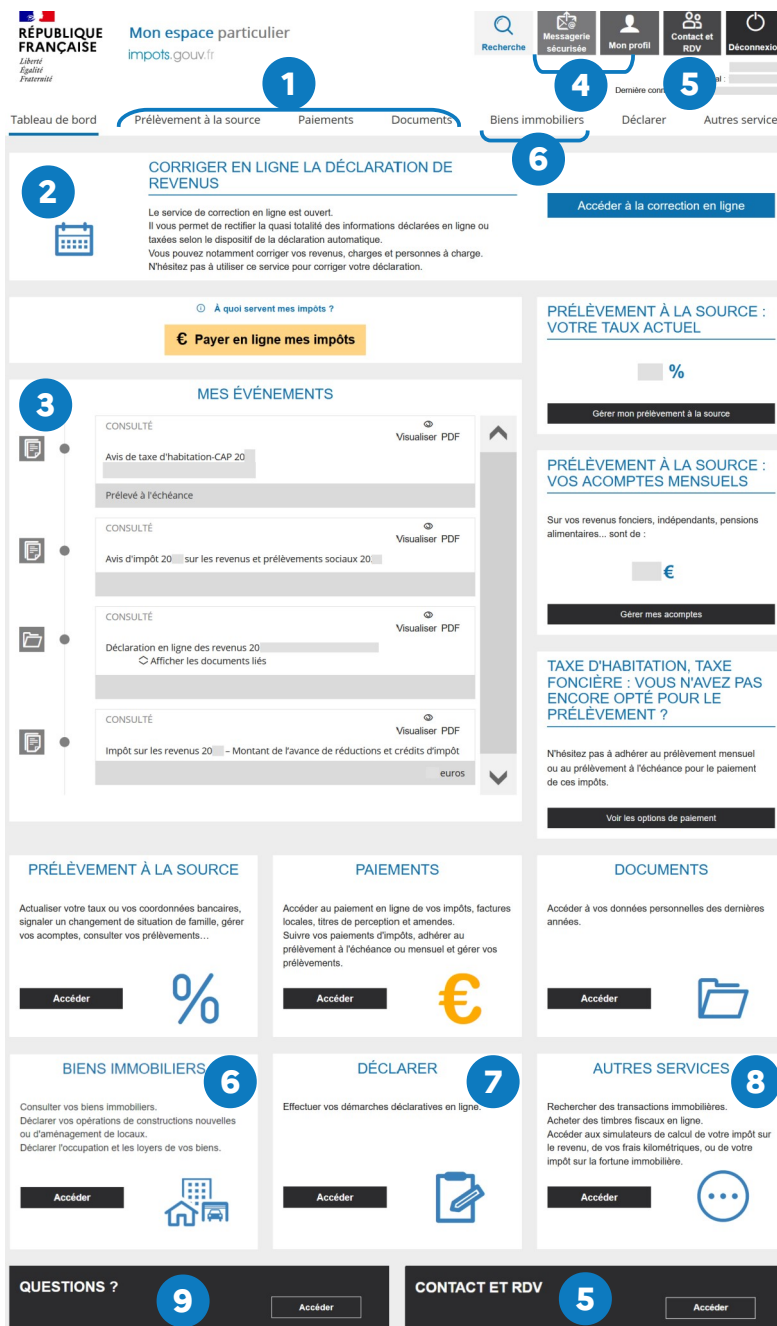 RÉPUBLIQUE
FRANÇAISE
Liberté
Égalité
Fraternité
Mon espace particulier
impots.gouv.fr
Recherche
Messagerie
sécurisée
Mon profil
Contact et
RDV
Déconnexio
1
4
5
al :
Dernière conn
Tableau de bord
Prélèvement à la source
Paiements
Documents
Biens immobiliers
Déclarer
Autres service
6
2
CORRIGER EN LIGNE LA DÉCLARATION DE
REVENUS
Le service de correction en ligne est ouvert.
Il vous permet de rectifier la quasi totalité des informations déclarées en ligne ou
taxées selon le dispositif de la déclaration automatique.
Vous pouvez notamment corriger vos revenus, charges et personnes à charge.
N'hésitez pas à utiliser ce service pour corriger votre déclaration.
Accéder à la correction en ligne
À quoi servent mes impôts ?
€ Payer en ligne mes impôts
3
MES ÉVÉNEMENTS
CONSULTÉ
Visualiser PDF
Avis de taxe d'habitation-CAP 20
Prélevé à l'échéance
CONSULTÉ
Visualiser PDF
Avis d'impôt 20 sur les revenus et prélèvements sociaux 20
CONSULTÉ
Visualiser PDF
Déclaration en ligne des revenus 20
Afficher les documents liés
CONSULTÉ
Visualiser PDF
Impôt sur les revenus 20 – Montant de l'avance de réductions et crédits d'impôt
euros
PRÉLÈVEMENT À LA SOURCE :
VOTRE TAUX ACTUEL
%
Gérer mon prélèvement à la source
PRÉLÈVEMENT À LA SOURCE :
VOS ACOMPTES MENSUELS
Sur vos revenus fonciers, indépendants, pensions
alimentaires... sont de :
€
Gérer mes acomptes
TAXE D'HABITATION, TAXE
FONCIÈRE : VOUS N'AVEZ PAS
ENCORE OPTÉ POUR LE
PRÉLÈVEMENT ?
N'hésitez pas à adhérer au prélèvement mensuel
ou au prélèvement à l'échéance pour le paiement
de ces impôts.
Voir les options de paiement
PRÉLÈVEMENT À LA SOURCE
Actualiser votre taux ou vos coordonnées bancaires,
signaler un changement de situation de famille, gérer
vos acomptes, consulter vos prélèvements…
Accéder
%
PAIEMENTS
Accéder au paiement en ligne de vos impôts, factures
locales, titres de perception et amendes.
Suivre vos paiements d'impôts, adhérer au
prélèvement à l'échéance ou mensuel et gérer vos
prélèvements.
Accéder
€
DOCUMENTS
Accéder à vos données personnelles des dernières
années.
Accéder
BIENS IMMOBILIERS
6
Consulter vos biens immobiliers.
Déclarer vos opérations de constructions nouvelles
ou d'aménagement de locaux.
Déclarer l'occupation et les loyers de vos biens.
Accéder
DÉCLARER
7
Effectuer vos démarches déclaratives en ligne.
Accéder
AUTRES SERVICES
8
Rechercher des transactions immobilières.
Acheter des timbres fiscaux en ligne.
Accéder aux simulateurs de calcul de votre impôt sur
le revenu, de vos frais kilométriques, ou de votre
impôt sur la fortune immobilière.
Accéder
QUESTIONS ?
9
Accéder
CONTACT ET RDV
5
Accéder